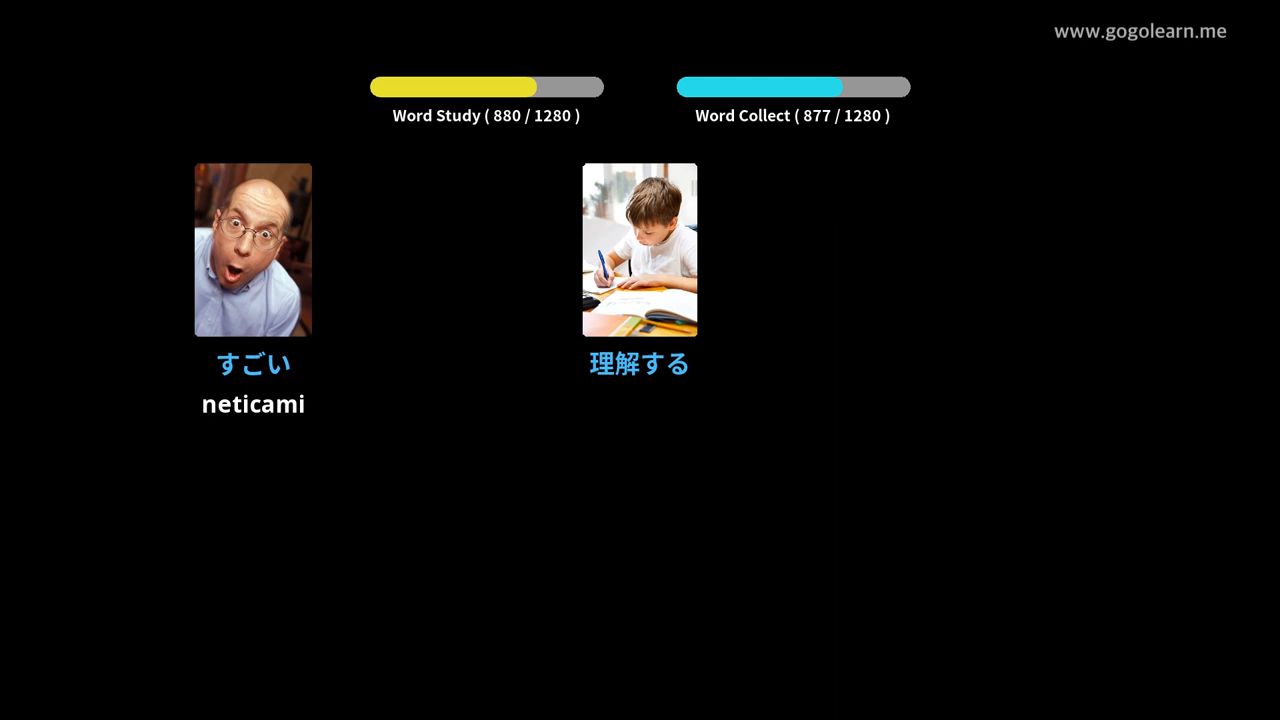 www.gogolearn.me
Word Study ( 880 / 1280 )
Word Collect ( 877 / 1280 )
すごい
理解する
neticami